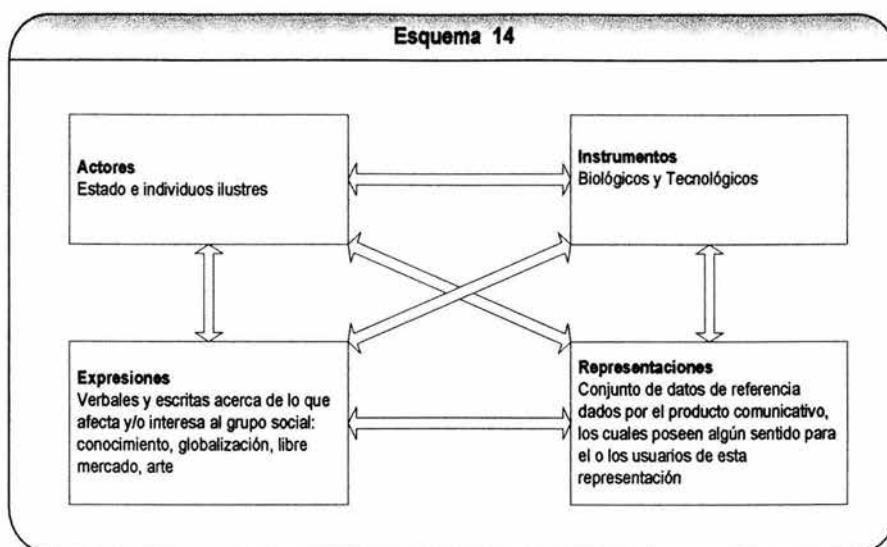 Esquema 14
Actores
Estado e individuos ilustres
Instrumentos
Biológicos y Tecnológicos
Expresiones
Verbales y escritas acerca de lo que
afecta y/o interesa al grupo social:
conocimiento, globalización, libre
mercado, arte
Representaciones
Conjunto de datos de referencia
dados por el producto comunicativo,
los cuales poseen algún sentido para
el o los usuarios de esta
representación